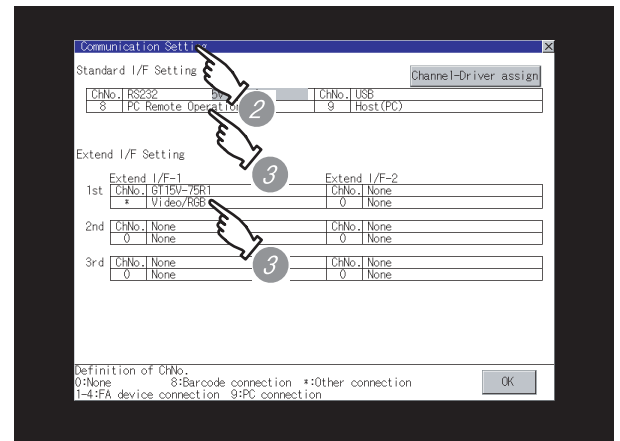 Communication Setting
Standard I/F Setting
Channel-Driver assign
ChNo. RS232 ChNo. USB
8 PC Remote Operation 9 Host(PC)
2
3
Extend I/F Setting
Extend I/F-1 Extend I/F-2
1st ChNo. GT15V-75R1 ChNo. None
* Video/RGB 0 None
2nd ChNo. None ChNo. None
0 None 0 None
3rd ChNo. None ChNo. None
0 None 0 None
3
Definition of ChNo.
0:None 8:Barcode connection *:Other connection
1-4:FA device connection 9:PC connection
OK